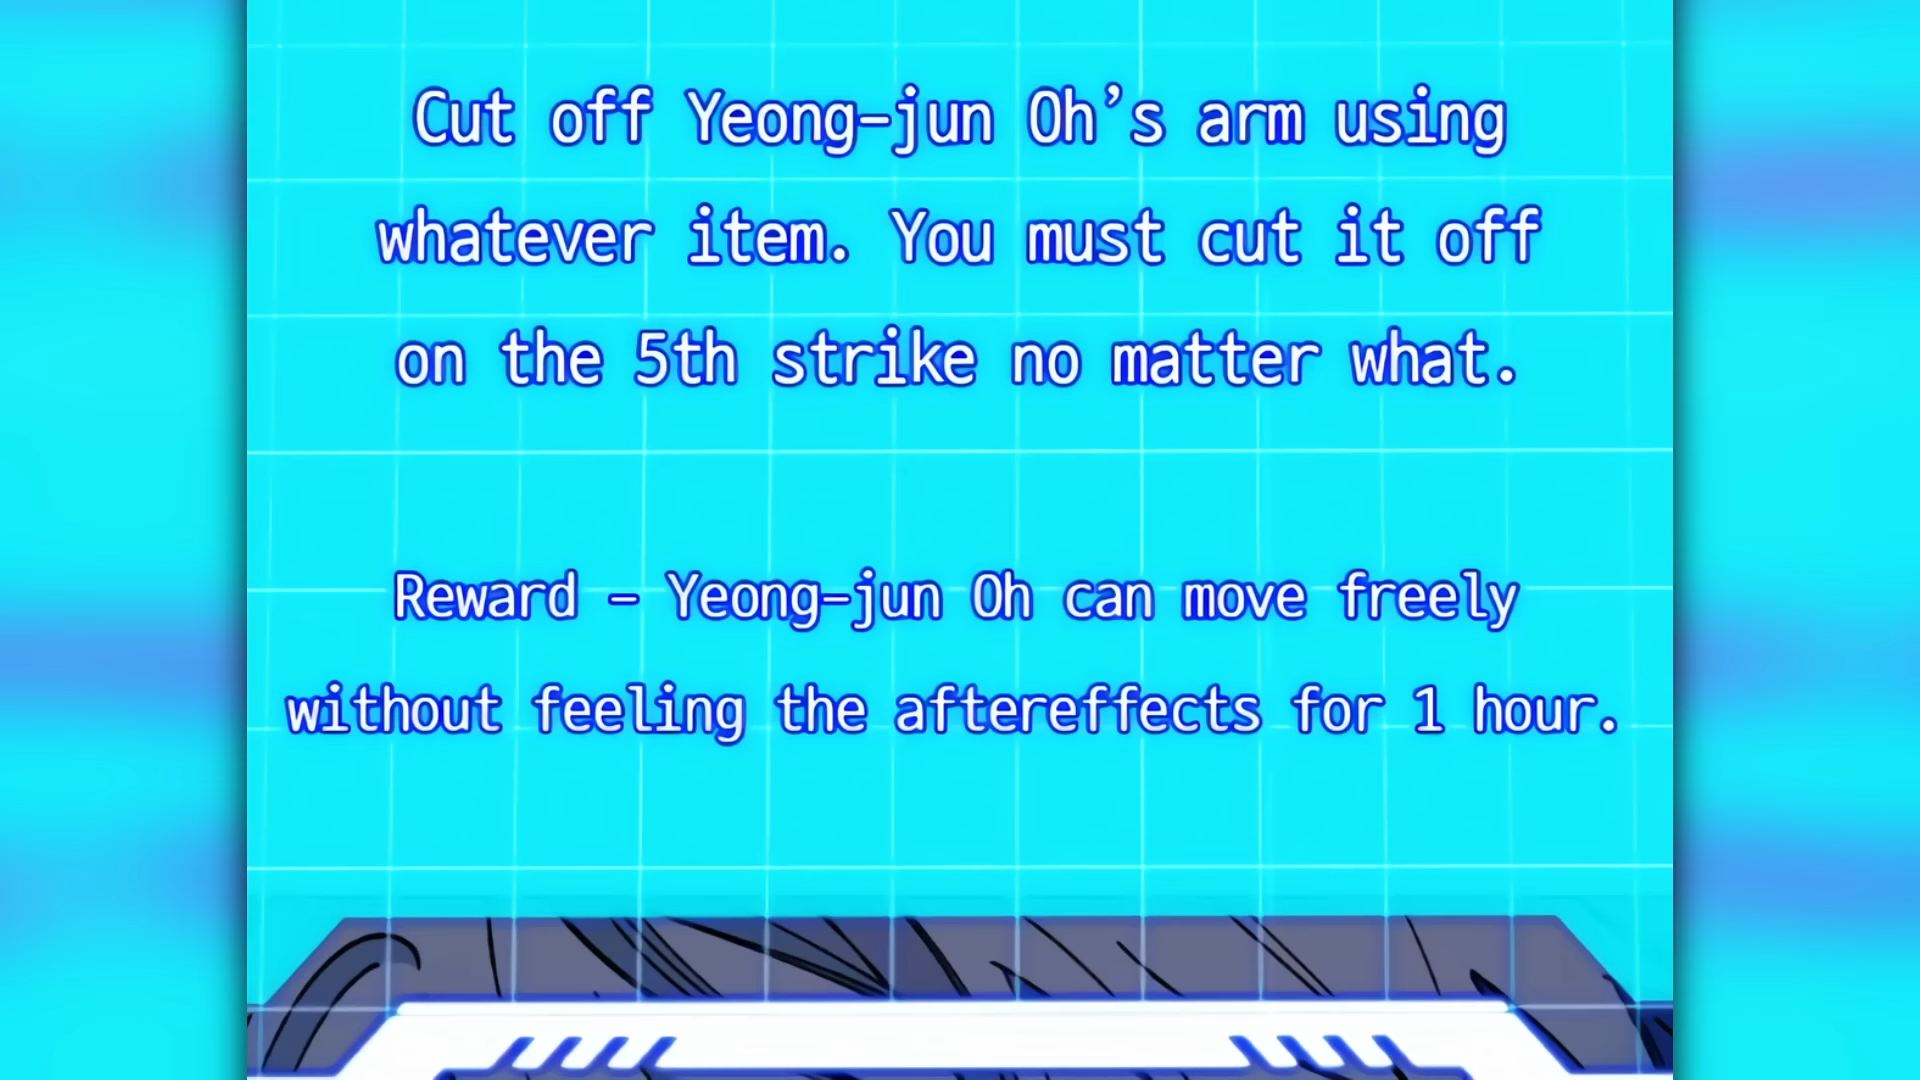 Cut off Yeong-jun Oh's arm using
whatever item. You must cut it off
on the 5th strike no matter what.
Reward - Yeong-jun Oh can move freely
without feeling the aftereffects for 1 hour.